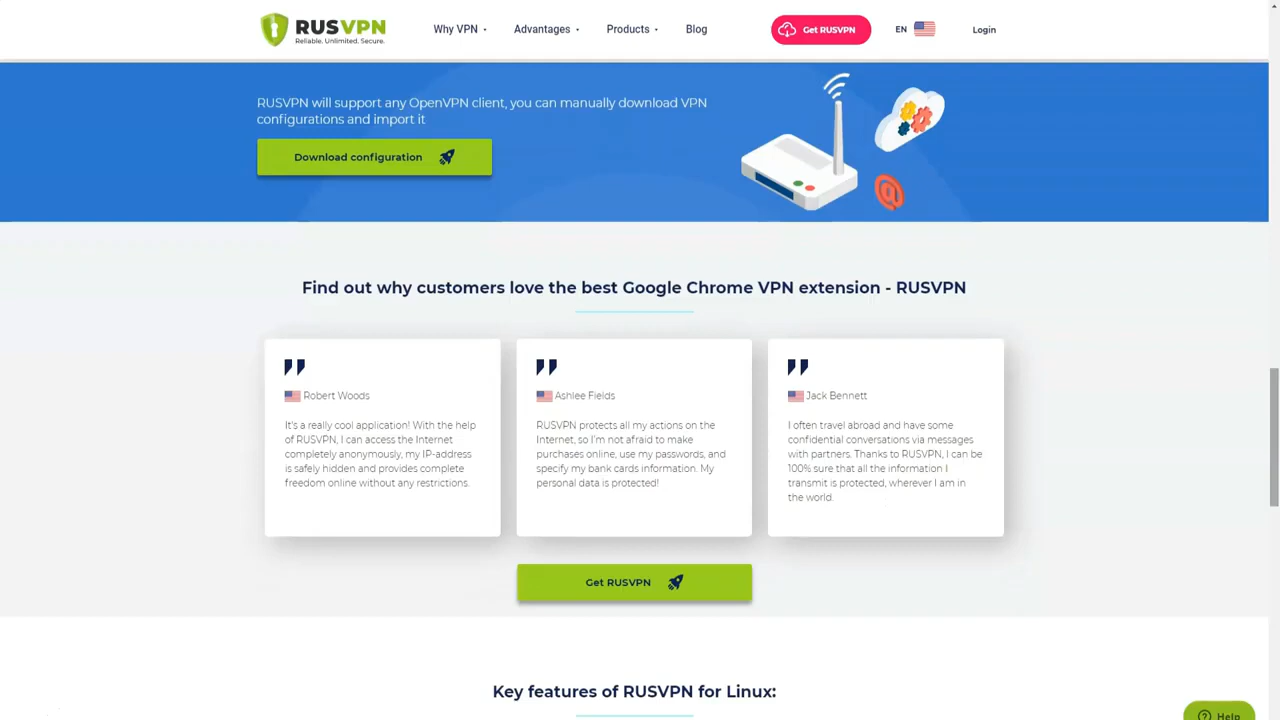 RUSVPN
Reliable. Unlimited. Secure.
Why VPN
Advantages
Products
Blog
Get RUSVPN
EN
Login
RUSVPN will support any OpenVPN client, you can manually download VPN
configurations and import it
Download configuration
@
Find out why customers love the best Google Chrome VPN extension - RUSVPN
Robert Woods
It's a really cool application! With the help
of RUSVPN, I can access the Internet
completely anonymously, my IP-address
is safely hidden and provides complete
freedom online without any restrictions.
Ashlee Fields
RUSVPN protects all my actions on the
Internet, so I'm not afraid to make
purchases online, use my passwords, and
specify my bank cards information. My
personal data is protected!
Jack Bennett
I often travel abroad and have some
confidential conversations via messages
with partners. Thanks to RUSVPN, I can be
100% sure that all the information I
transmit is protected, wherever I am in
the world.
Get RUSVPN
Key features of RUSVPN for Linux:
Help